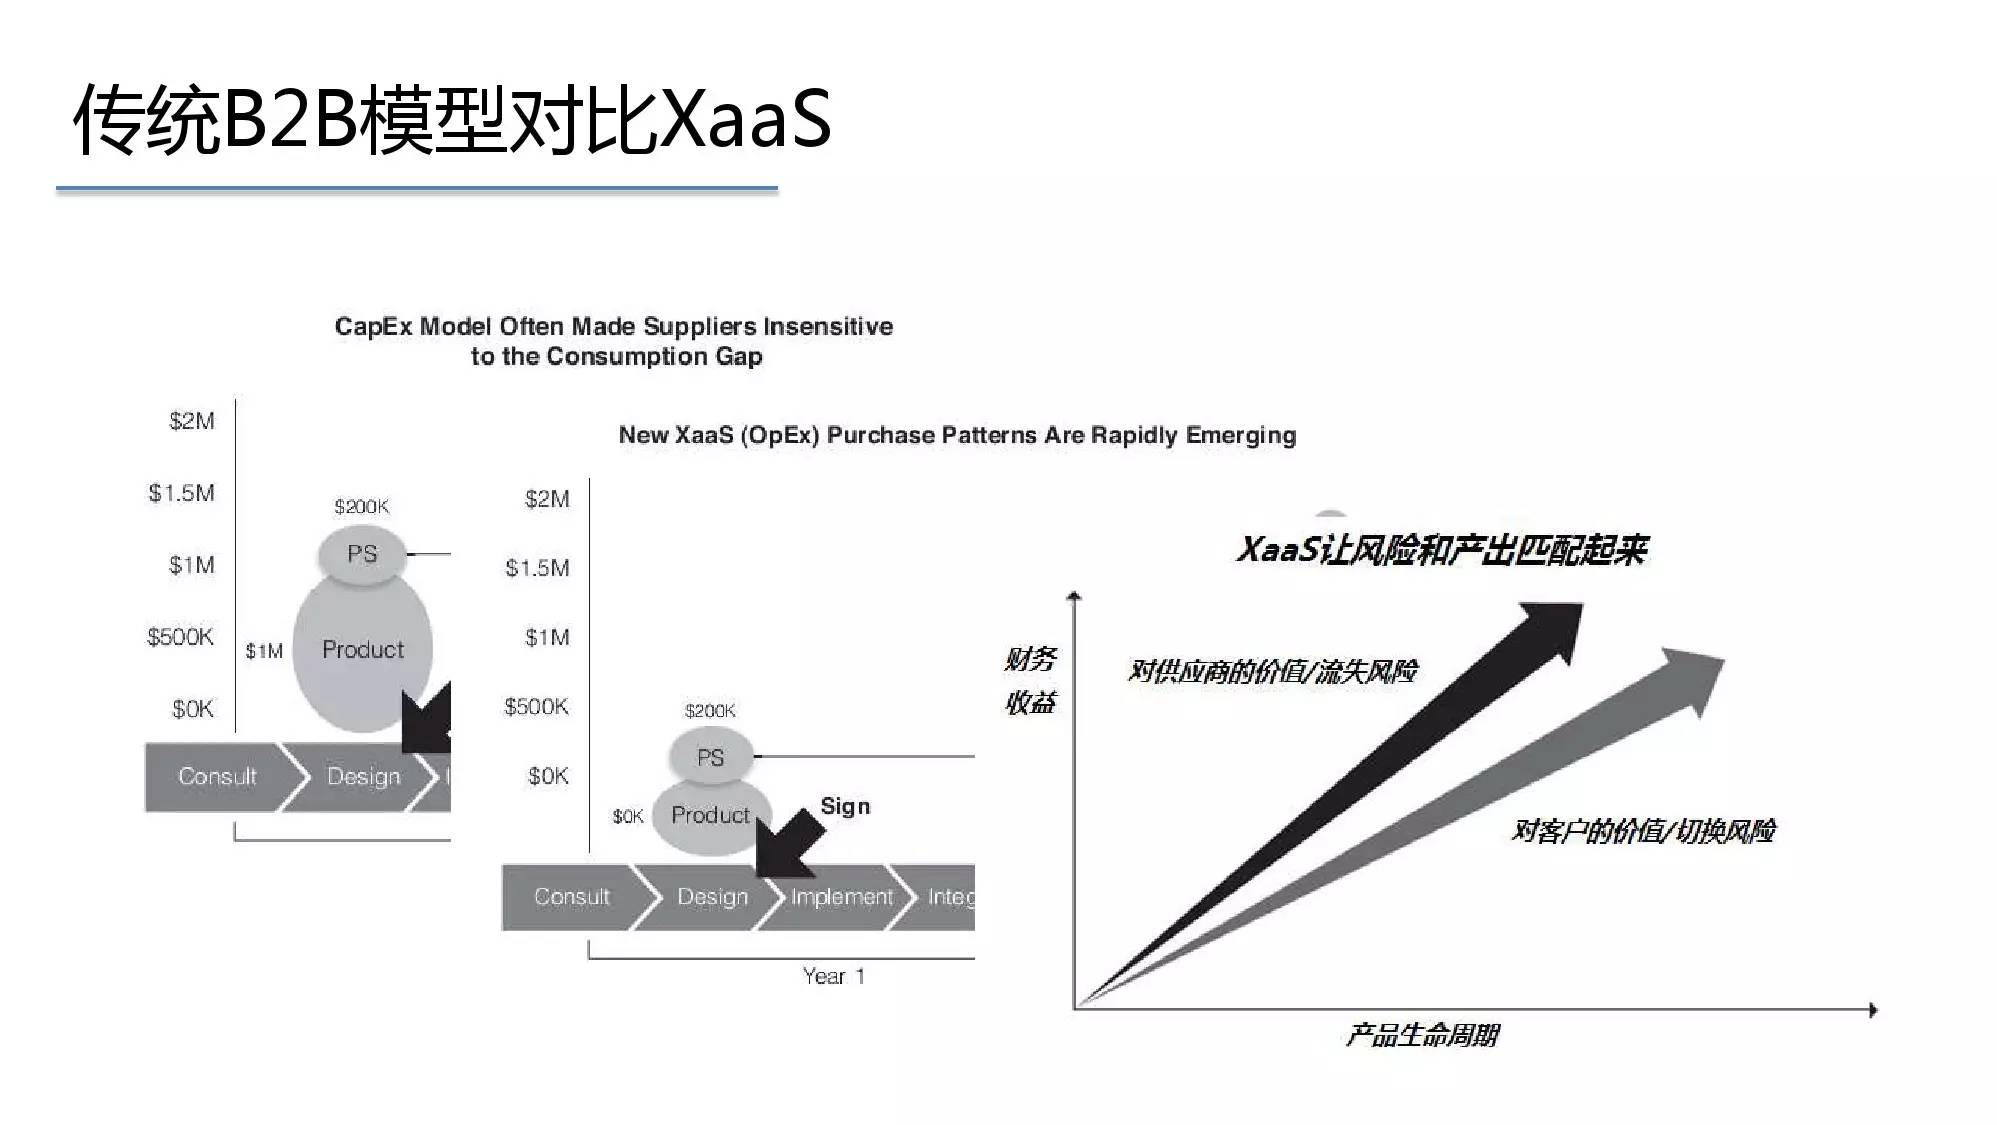 传统B2B模型对比XaaS
CapEx Model Often Made Suppliers Insensitive
to the Consumption Gap
$2M
$1.5M
$1M
$500K
$0K
$200K
PS
$1M
Product
Consult
Design
New XaaS (OpEx) Purchase Patterns Are Rapidly Emerging
$2M
$1.5M
$1M
$500K
$0K
$200K
PS
$0K
Product
Sign
Consult
Design
Implement
Integ
Year 1
XaaS让风险和产出匹配起来
财务
收益
对供应商的价值/流失风险
对客户的价值/切换风险
产品生命周期